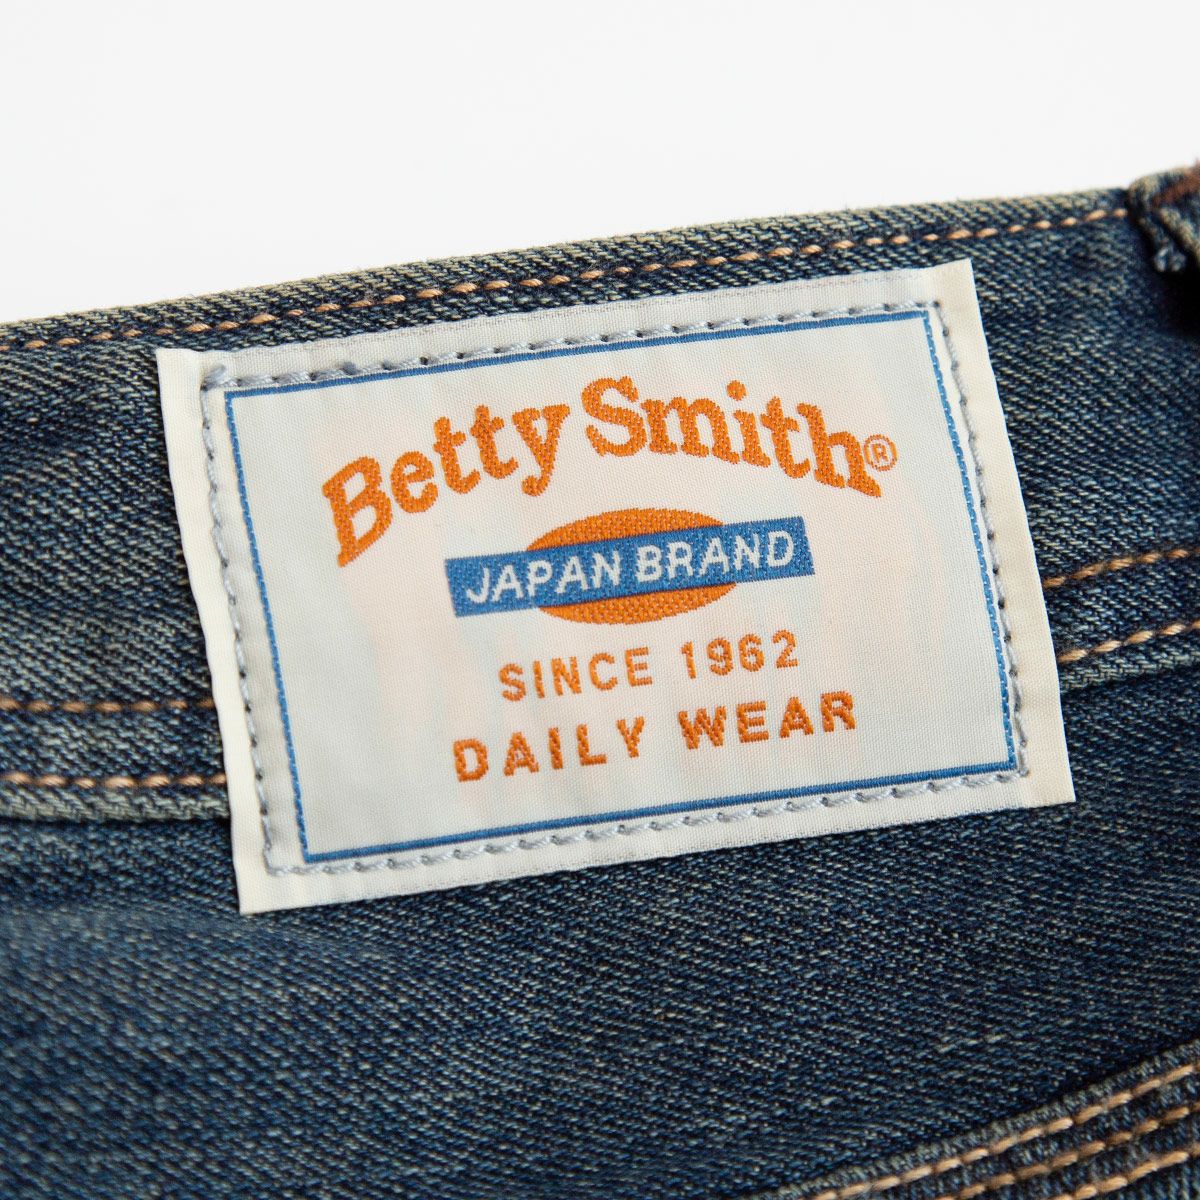 Betty Smith®
JAPAN BRAND
SINCE 1962
DAILY WEAR